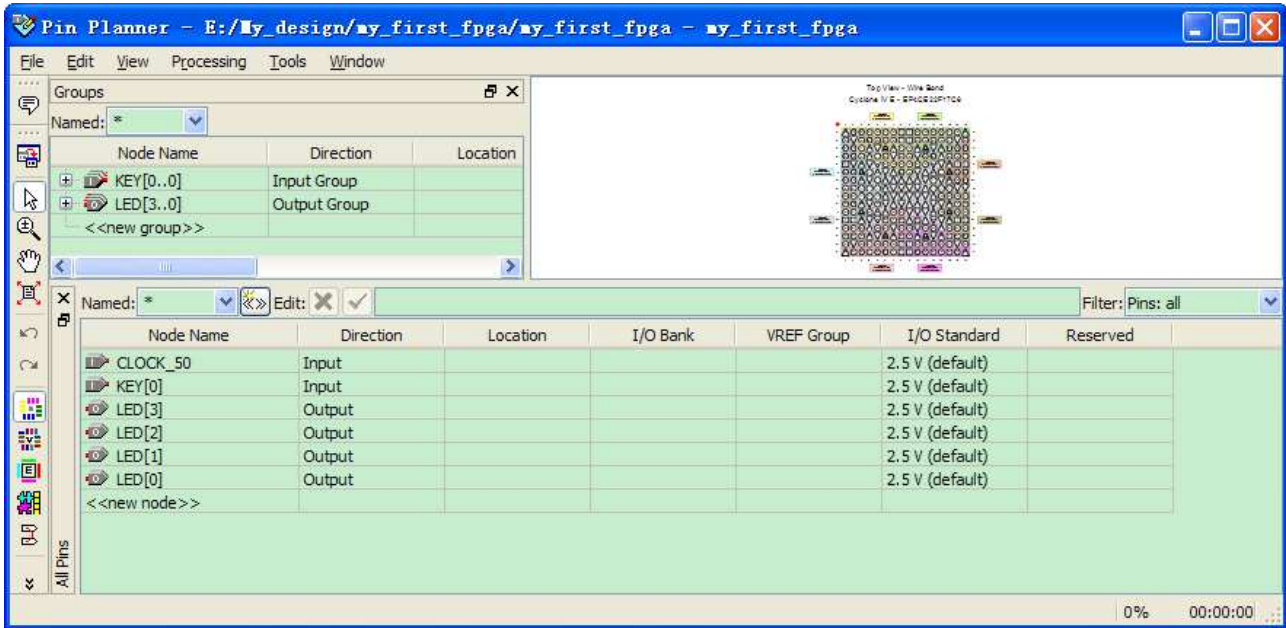 Pin Planner - E:/My_design/my_first_fpga/my_first_fpga - my_first_fpga
File Edit View Processing Tools Window
Groups
Named: *
Node Name Direction Location
KEY[0..0] Input Group
LED[3..0] Output Group
<<new group>>
Top View - Wire Bond
Cyclone IV E - EP4CE22F17C6
Named: * Edit: Filter: Pins: all
Node Name Direction Location I/O Bank VREF Group I/O Standard Reserved
CLOCK_50 Input 2.5 V (default)
KEY[0] Input 2.5 V (default)
LED[3] Output 2.5 V (default)
LED[2] Output 2.5 V (default)
LED[1] Output 2.5 V (default)
LED[0] Output 2.5 V (default)
<<new node>>
All Pins
0% 00:00:00